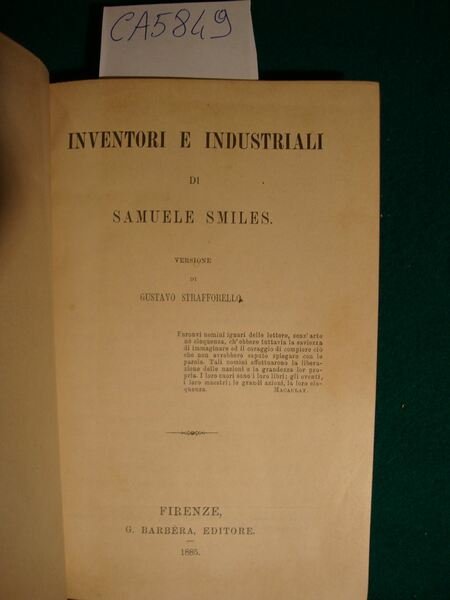 CA5849
INVENTORI E INDUSTRIALI
DI
SAMUELE SMILES.
VERSIONE
DI
GUSTAVO STRAFFORELLO.
Furonvi uomini ignari delle lettere, senz' arte
nè eloquenza, ch' ebbero tuttavia la saviezza
di immaginare ed il coraggio di compiere ciò
che non avrebbero saputo spiegare con le
parole. Tali uomini effettuarono la libera-
zione delle nazioni e la grandezza lor pro-
pria. I loro cuori sono i loro libri; gli eventi,
i loro maestri; le grandi azioni, la loro elo-
quenza. MACAULAY.
FIRENZE,
G. BARBÈRA, EDITORE.
1885.